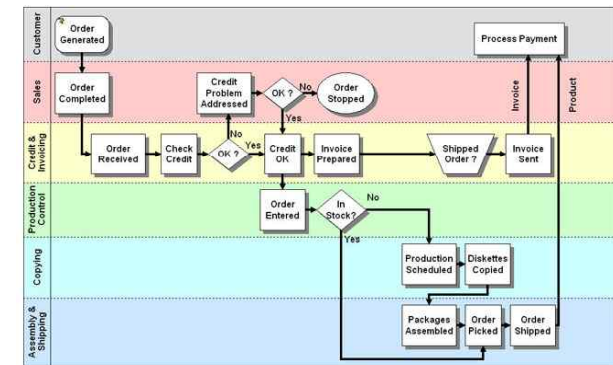 Customer
Order
Generated
Process Payment
Sales
Order
Completed
Credit
Problem
Addressed
OK ?
No
Order
Stopped
Yes
Invoice
Product
Credit &
Invoicing
Order
Received
Check
Credit
OK ?
No
Yes
Credit
OK
Invoice
Prepared
Shipped
Order ?
Invoice
Sent
Production
Control
Order
Entered
In
Stock?
No
Yes
Copying
Production
Scheduled
Diskettes
Copied
Assembly &
Shipping
Packages
Assembled
Order
Picked
Order
Shipped